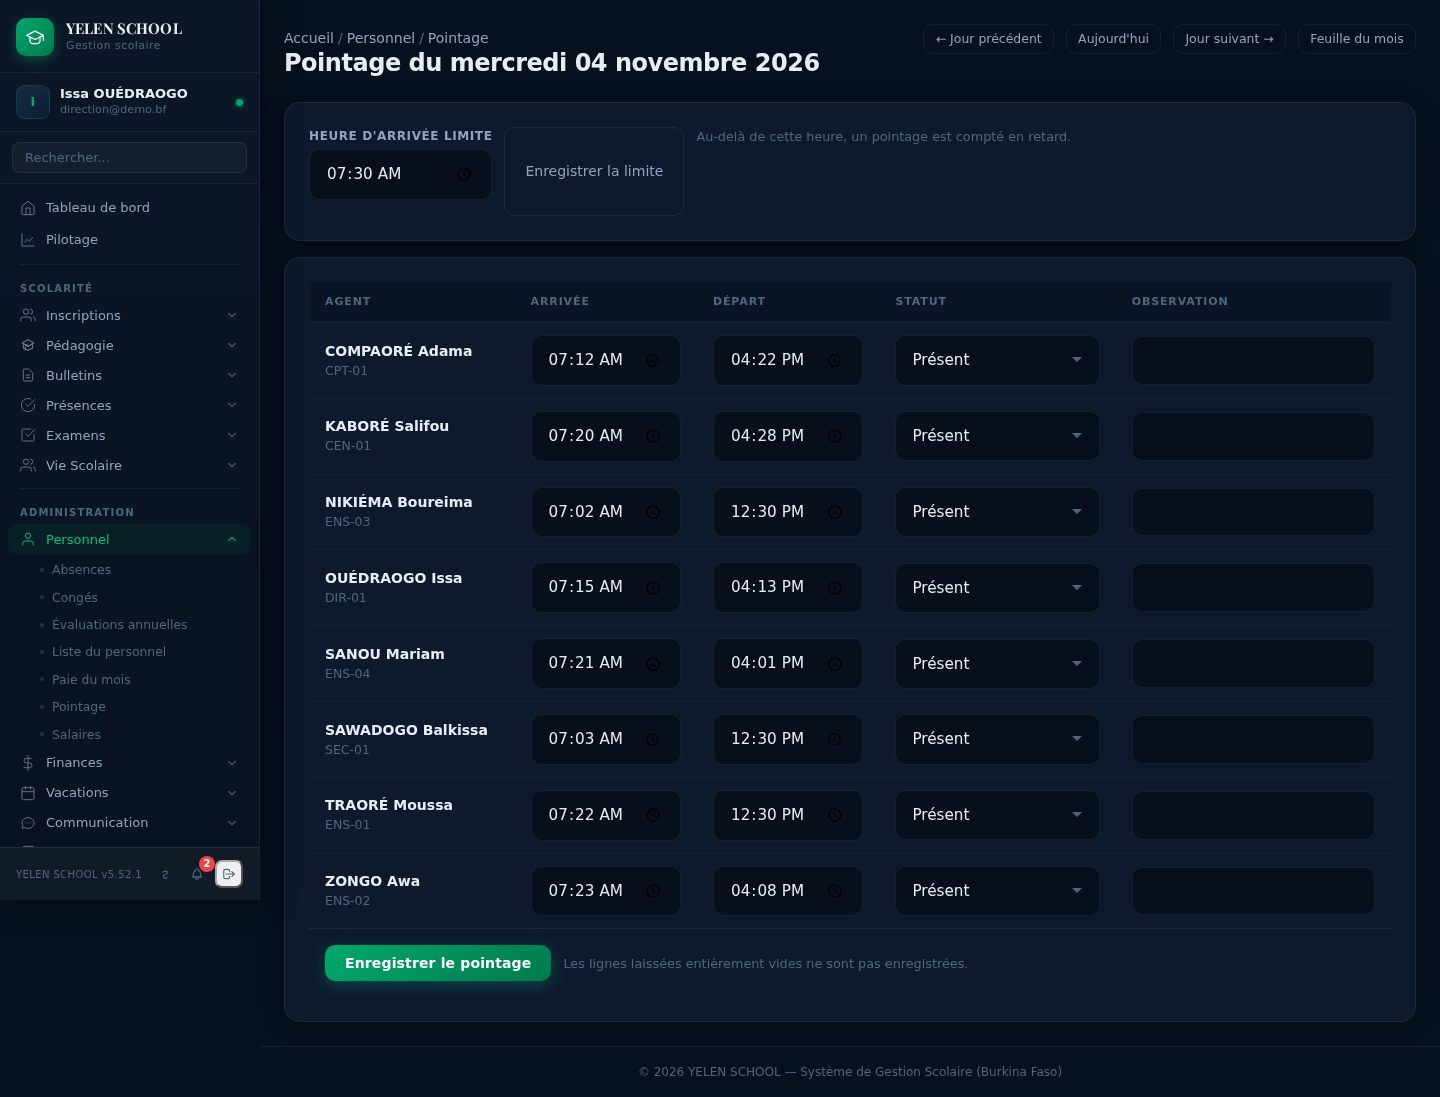 YELEN SCHOOL
Gestion scolaire
I
Issa OUÉDRAOGO
direction@demo.bf
Rechercher...
Tableau de bord
Pilotage
SCOLARITÉ
Inscriptions
Pédagogie
Bulletins
Présences
Examens
Vie Scolaire
ADMINISTRATION
Personnel
Absences
Congés
Évaluations annuelles
Liste du personnel
Paie du mois
Pointage
Salaires
Finances
Vacations
Communication
YELEN SCHOOL v5.52.1
2
Accueil / Personnel / Pointage
Pointage du mercredi 04 novembre 2026
← Jour précédent
Aujourd'hui
Jour suivant →
Feuille du mois
HEURE D'ARRIVÉE LIMITE
07:30 AM
Enregistrer la limite
Au-delà de cette heure, un pointage est compté en retard.
AGENT ARRIVÉE DÉPART STATUT OBSERVATION
COMPAORÉ Adama
CPT-01
07:12 AM 04:22 PM Présent
KABORÉ Salifou
CEN-01
07:20 AM 04:28 PM Présent
NIKIÉMA Boureima
ENS-03
07:02 AM 12:30 PM Présent
OUÉDRAOGO Issa
DIR-01
07:15 AM 04:13 PM Présent
SANOU Mariam
ENS-04
07:21 AM 04:01 PM Présent
SAWADOGO Balkissa
SEC-01
07:03 AM 12:30 PM Présent
TRAORÉ Moussa
ENS-01
07:22 AM 12:30 PM Présent
ZONGO Awa
ENS-02
07:23 AM 04:08 PM Présent
Enregistrer le pointage
Les lignes laissées entièrement vides ne sont pas enregistrées.
© 2026 YELEN SCHOOL — Système de Gestion Scolaire (Burkina Faso)